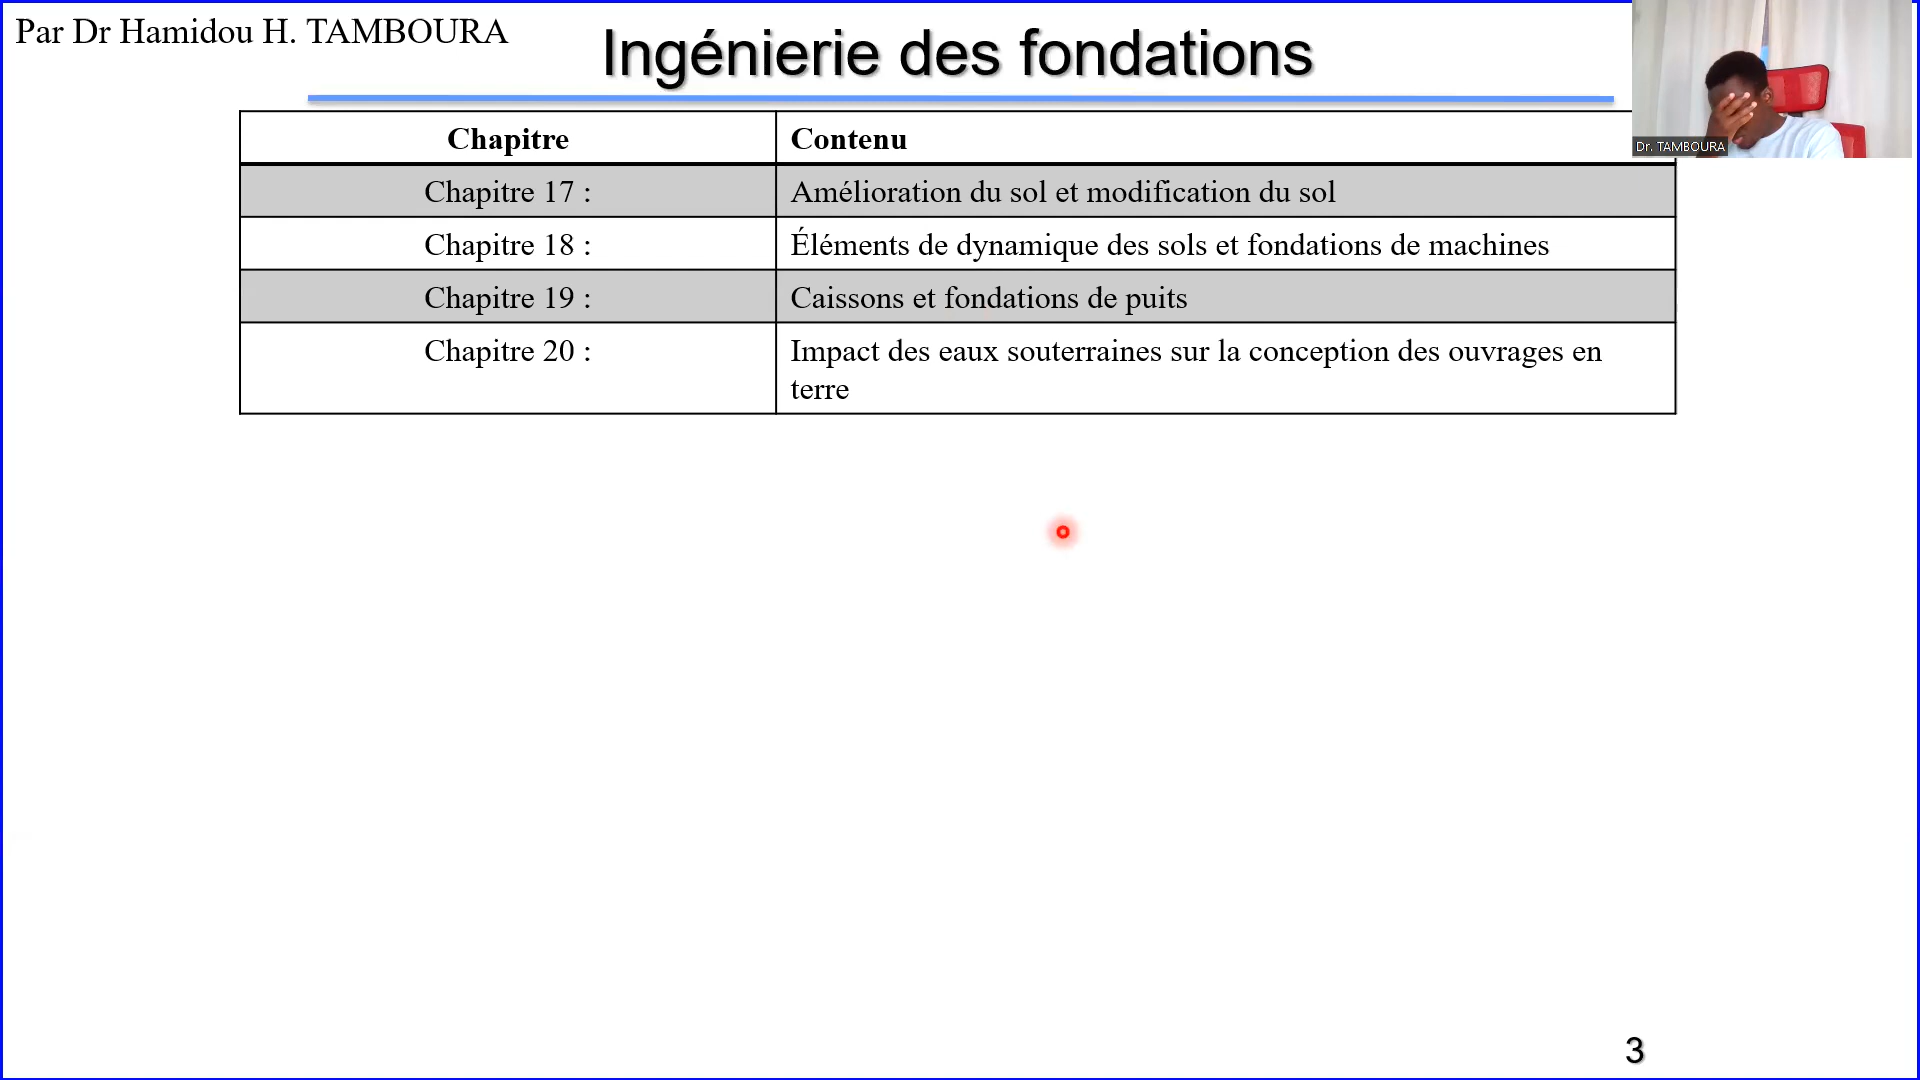 Par Dr Hamidou H. TAMBOURA
Ingénierie des fondations
Dr. TAMBOURA
Chapitre Contenu
Chapitre 17 : Amélioration du sol et modification du sol
Chapitre 18 : Éléments de dynamique des sols et fondations de machines
Chapitre 19 : Caissons et fondations de puits
Chapitre 20 : Impact des eaux souterraines sur la conception des ouvrages en
terre
3